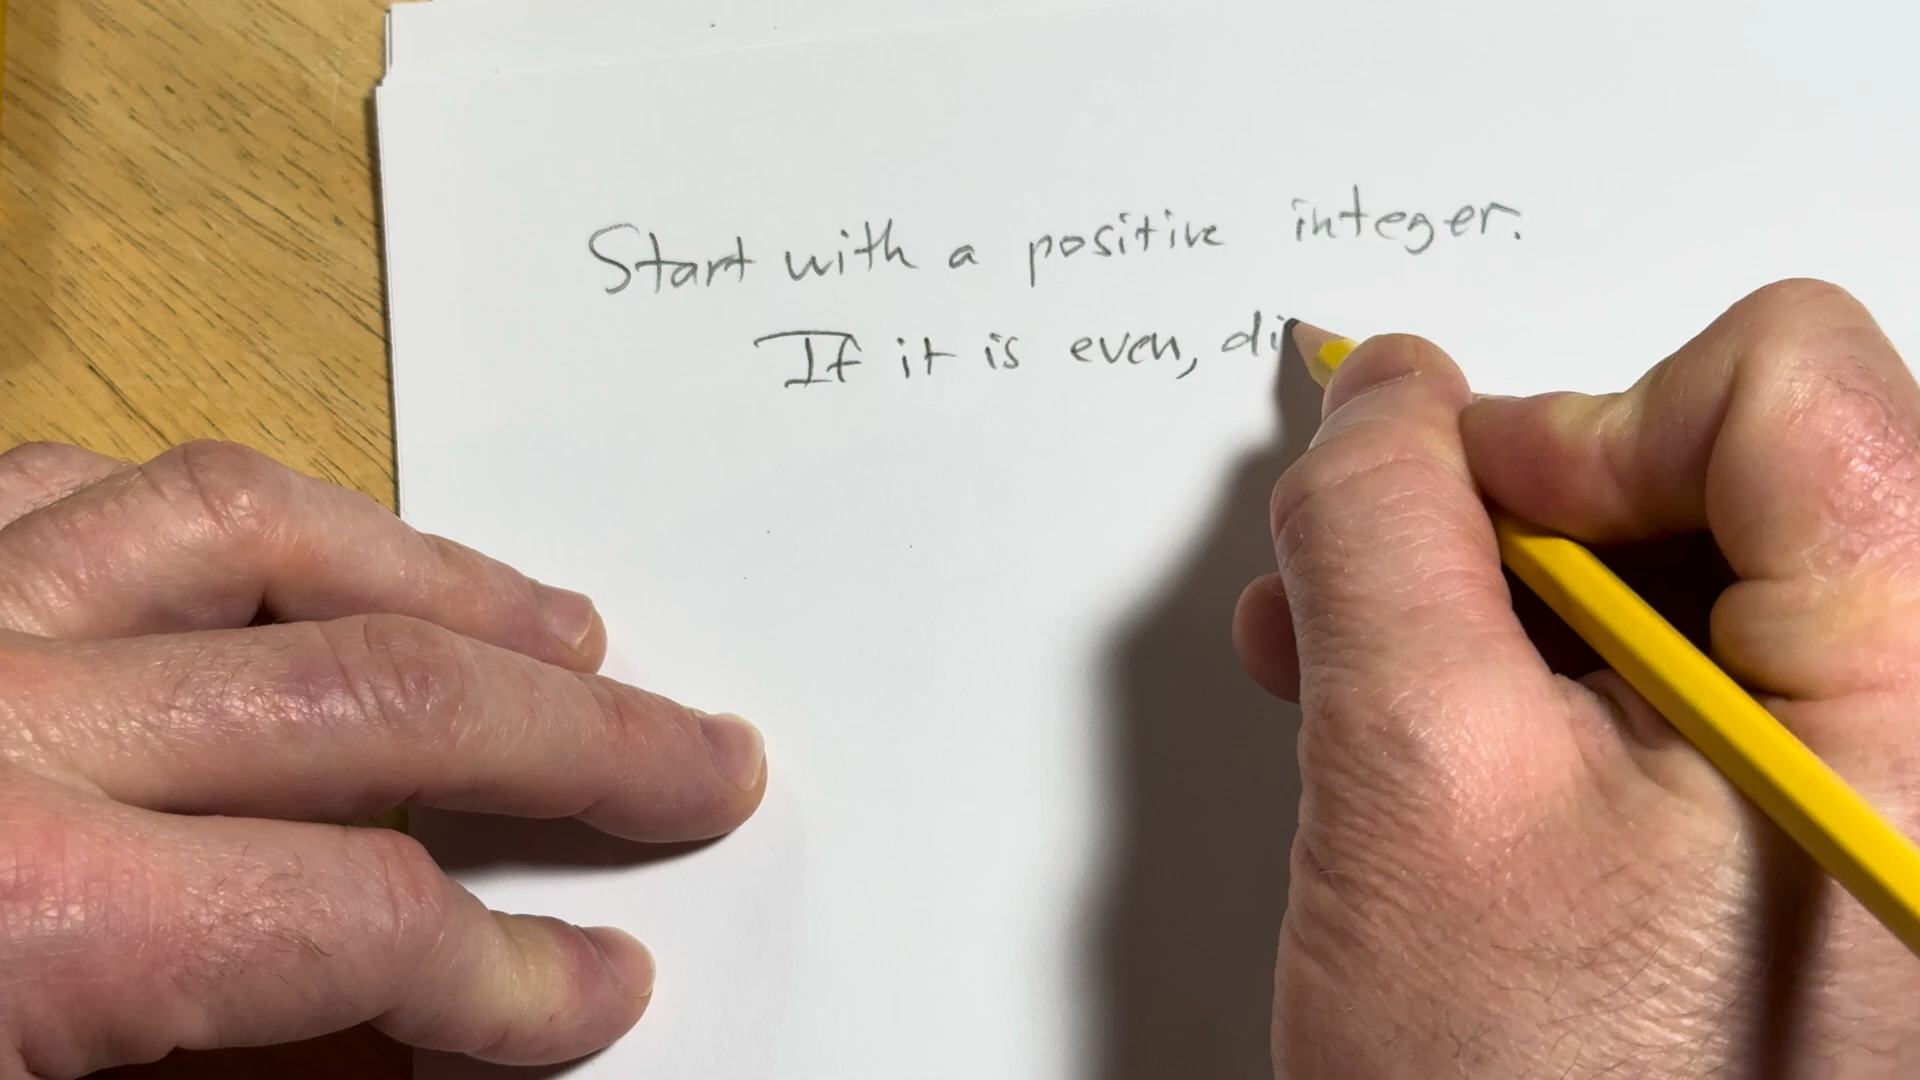 Start with a positive integer.
If it is even, di